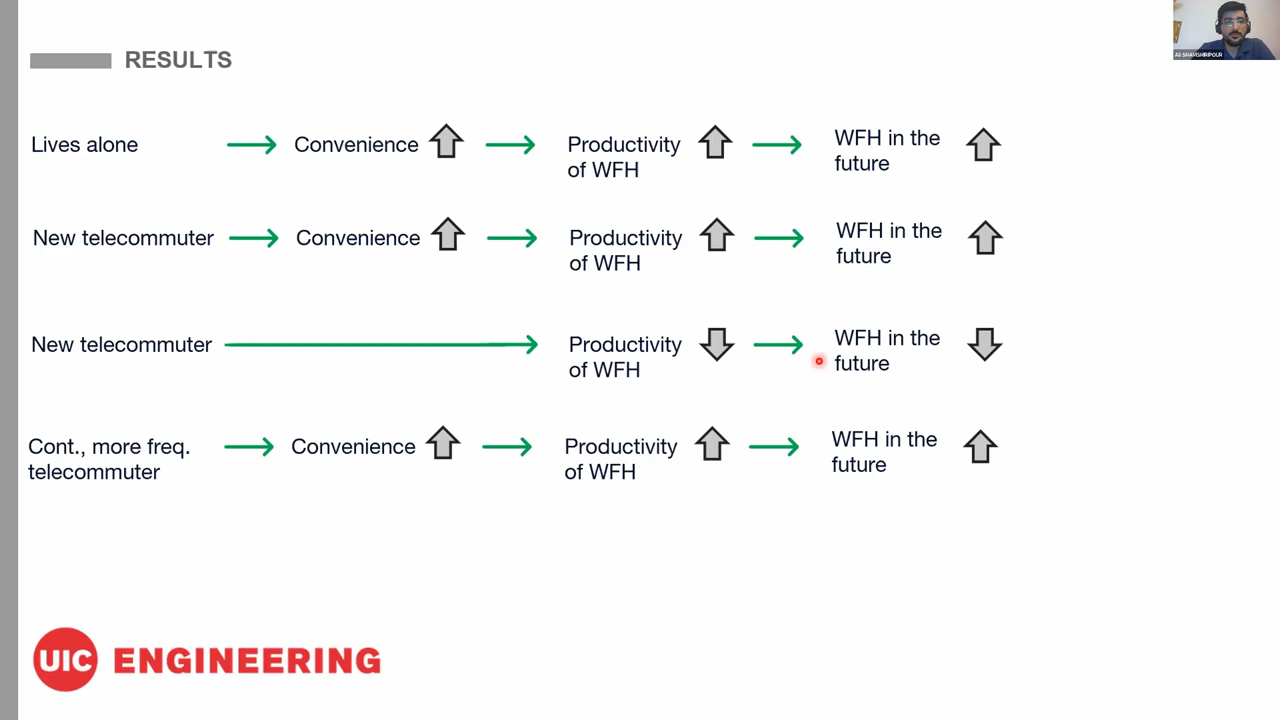 RESULTS
Lives alone
Convenience
Productivity
of WFH
WFH in the
future
New telecommuter
Convenience
Productivity
of WFH
WFH in the
future
New telecommuter
Productivity
of WFH
WFH in the
future
Cont., more freq.
telecommuter
Convenience
Productivity
of WFH
WFH in the
future
UIC ENGINEERING
Ali SHAMSHIRIPOUR